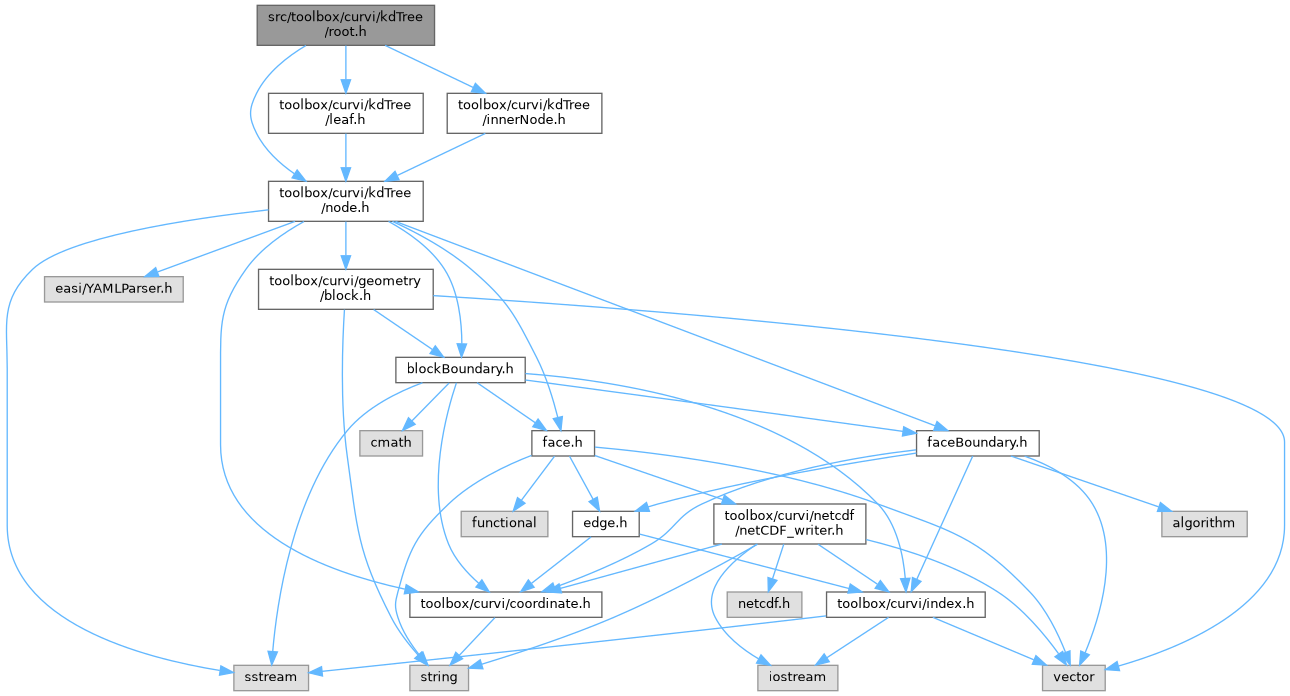 src/toolbox/curvi/kdTree
/root.h
toolbox/curvi/kdTree
/leaf.h
toolbox/curvi/kdTree
/innerNode.h
toolbox/curvi/kdTree
/node.h
easi/YAMLParser.h
toolbox/curvi/geometry
/block.h
blockBoundary.h
cmath
face.h
faceBoundary.h
functional
edge.h
toolbox/curvi/netcdf
/netCDF_writer.h
algorithm
toolbox/curvi/coordinate.h
netcdf.h
toolbox/curvi/index.h
sstream
string
iostream
vector